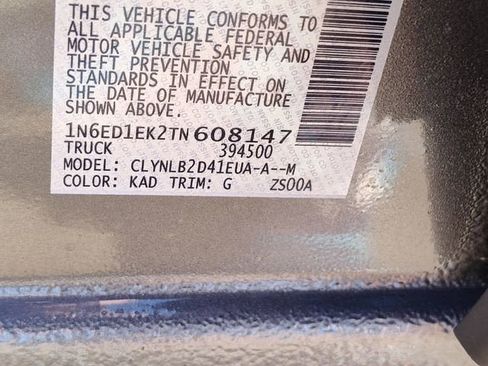 THIS VEHICLE CONFORMS TO
ALL APPLICABLE FEDERAL
MOTOR VEHICLE SAFETY AND
THEFT PREVENTION
STANDARDS IN EFFECT ON
THE DATE OF MANUFACTURE
SHOWN ABOVE.
1N6ED1EK2TN608147
TRUCK 394500
MODEL: CLYNLB2D41EUA-A--M
COLOR: KAD TRIM: G ZS00A